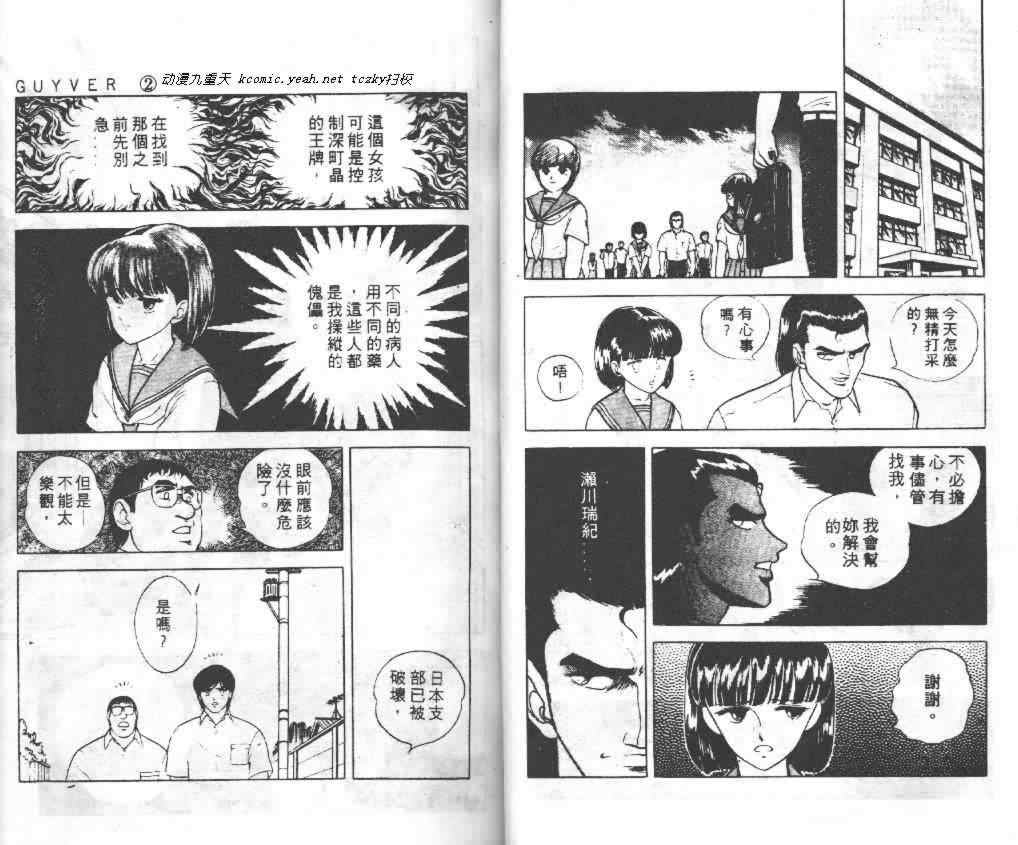 今天怎麼
無精打采
的？
有心事
嗎？
唔—
不必擔
心，有
事儘管
找我，
我會幫
妳解決
的。
瀨川瑞紀…
謝謝。
GUYVER ②
动漫九重天 kcomic.yeah.net tczky扫校
這個女孩
可能是控
制深町晶
的王牌，
在找到
那個之
前先別
急……
不同的病人
用不同的藥
，這些人都
是我操縱的
傀儡。
眼前應該
沒什麼危
險了。
但是—
不能太
樂觀，
日本支
部已被
破壞，
是嗎？